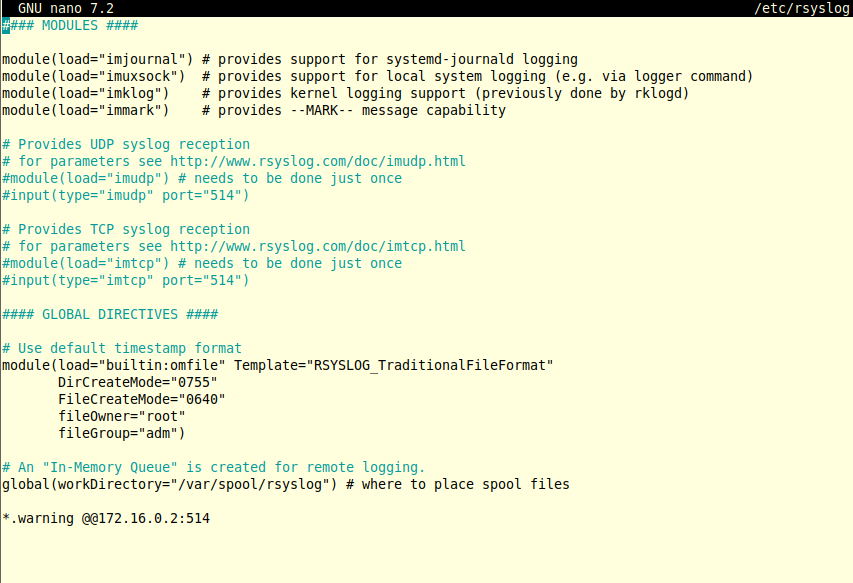 GNU nano 7.2 /etc/rsyslog
#### MODULES ####
module(load="imjournal") # provides support for systemd-journald logging
module(load="imuxsock")  # provides support for local system logging (e.g. via logger command)
module(load="imklog")    # provides kernel logging support (previously done by rklogd)
module(load="immark")    # provides --MARK-- message capability
# Provides UDP syslog reception
# for parameters see http://www.rsyslog.com/doc/imudp.html
#module(load="imudp") # needs to be done just once
#input(type="imudp" port="514")
# Provides TCP syslog reception
# for parameters see http://www.rsyslog.com/doc/imtcp.html
#module(load="imtcp") # needs to be done just once
#input(type="imtcp" port="514")
#### GLOBAL DIRECTIVES ####
# Use default timestamp format
module(load="builtin:omfile" Template="RSYSLOG_TraditionalFileFormat"
       DirCreateMode="0755"
       FileCreateMode="0640"
       fileOwner="root"
       fileGroup="adm")
# An "In-Memory Queue" is created for remote logging.
global(workDirectory="/var/spool/rsyslog") # where to place spool files
*.warning @@172.16.0.2:514